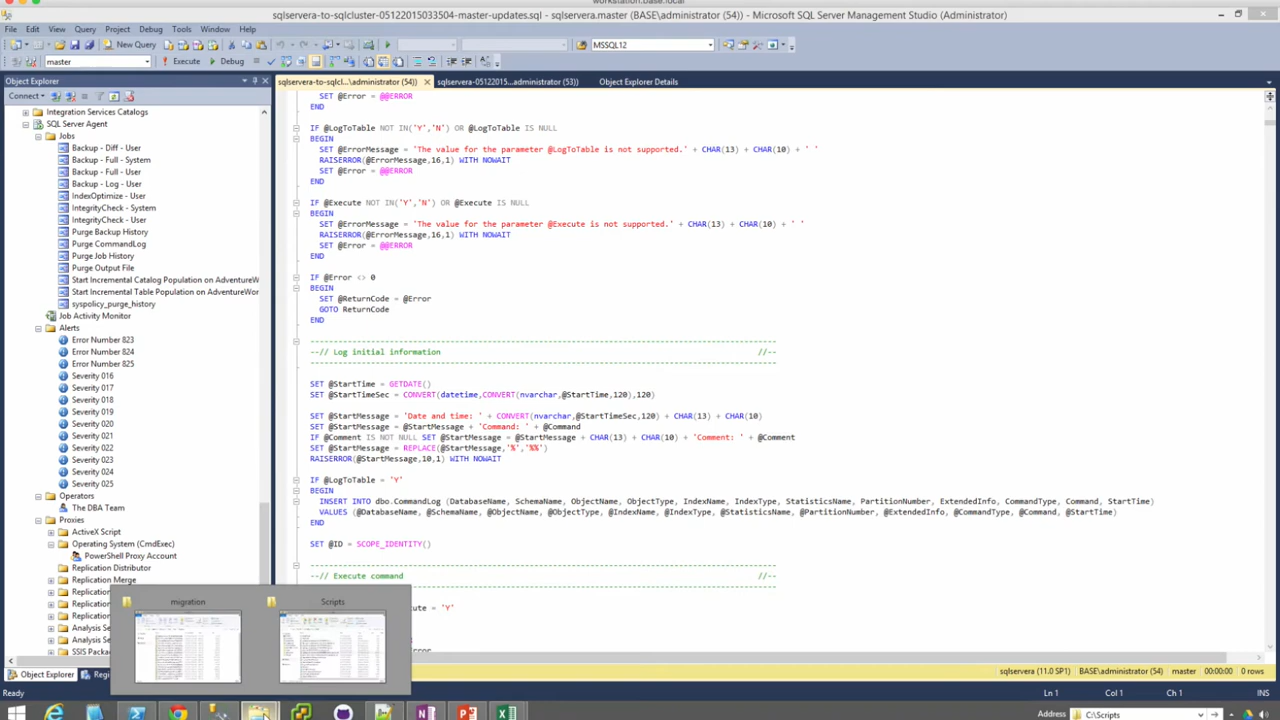 workstation.base.local
sqlservera-to-sqlcluster-05122015033504-master-updates.sql - sqlservera.master (BASE\administrator (54)) - Microsoft SQL Server Management Studio (Administrator)
File Edit View Query Project Debug Tools Window Help
New Query
MSSQL12
master
Execute
Debug
Object Explorer
sqlservera-to-sqlcl...\administrator (54))
sqlservera-05122015...dministrator (53))
Object Explorer Details
Connect
Integration Services Catalogs
SQL Server Agent
Jobs
Backup - Diff - User
Backup - Full - System
Backup - Full - User
Backup - Log - User
IndexOptimize - User
IntegrityCheck - System
IntegrityCheck - User
Purge Backup History
Purge CommandLog
Purge Job History
Purge Output File
Start Incremental Catalog Population on AdventureWo
Start Incremental Table Population on AdventureWor
syspolicy_purge_history
Job Activity Monitor
Alerts
Error Number 823
Error Number 824
Error Number 825
Severity 016
Severity 017
Severity 018
Severity 019
Severity 020
Severity 021
Severity 022
Severity 023
Severity 024
Severity 025
Operators
The DBA Team
Proxies
ActiveX Script
Operating System (CmdExec)
PowerShell Proxy Account
Replication Distributor
Replication Merge
Replic
Replic
Replic
Analysis Se
Analysis Se
SSIS Packa
SET @Error = @@ERROR
END
IF @LogToTable NOT IN('Y','N') OR @LogToTable IS NULL
BEGIN
SET @ErrorMessage = 'The value for the parameter @LogToTable is not supported.' + CHAR(13) + CHAR(10) + ' '
RAISERROR(@ErrorMessage,16,1) WITH NOWAIT
SET @Error = @@ERROR
END
IF @Execute NOT IN('Y','N') OR @Execute IS NULL
BEGIN
SET @ErrorMessage = 'The value for the parameter @Execute is not supported.' + CHAR(13) + CHAR(10) + ' '
RAISERROR(@ErrorMessage,16,1) WITH NOWAIT
SET @Error = @@ERROR
END
IF @Error <> 0
BEGIN
SET @ReturnCode = @Error
GOTO ReturnCode
END
--// Log initial information //--
SET @StartTime = GETDATE()
SET @StartTimeSec = CONVERT(datetime,CONVERT(nvarchar,@StartTime,120),120)
SET @StartMessage = 'Date and time: ' + CONVERT(nvarchar,@StartTimeSec,120) + CHAR(13) + CHAR(10)
SET @StartMessage = @StartMessage + 'Command: ' + @Command
IF @Comment IS NOT NULL SET @StartMessage = @StartMessage + CHAR(13) + CHAR(10) + 'Comment: ' + @Comment
SET @StartMessage = REPLACE(@StartMessage,'%','%%')
RAISERROR(@StartMessage,10,1) WITH NOWAIT
IF @LogToTable = 'Y'
BEGIN
INSERT INTO dbo.CommandLog (DatabaseName, SchemaName, ObjectName, ObjectType, IndexName, IndexType, StatisticsName, PartitionNumber, ExtendedInfo, CommandType, Command, StartTime)
VALUES (@DatabaseName, @SchemaName, @ObjectName, @ObjectType, @IndexName, @IndexType, @StatisticsName, @PartitionNumber, @ExtendedInfo, @CommandType, @Command, @StartTime)
END
SET @ID = SCOPE_IDENTITY()
--// Execute command //--
cute = 'Y'
migration
Scripts
Object Explorer
Regi
sqlservera (11.0 SP1) BASE\administrator (54) master 00:00:00 0 rows
Ready
Ln 1 Col 1 Ch 1 INS
Address C:\Scripts